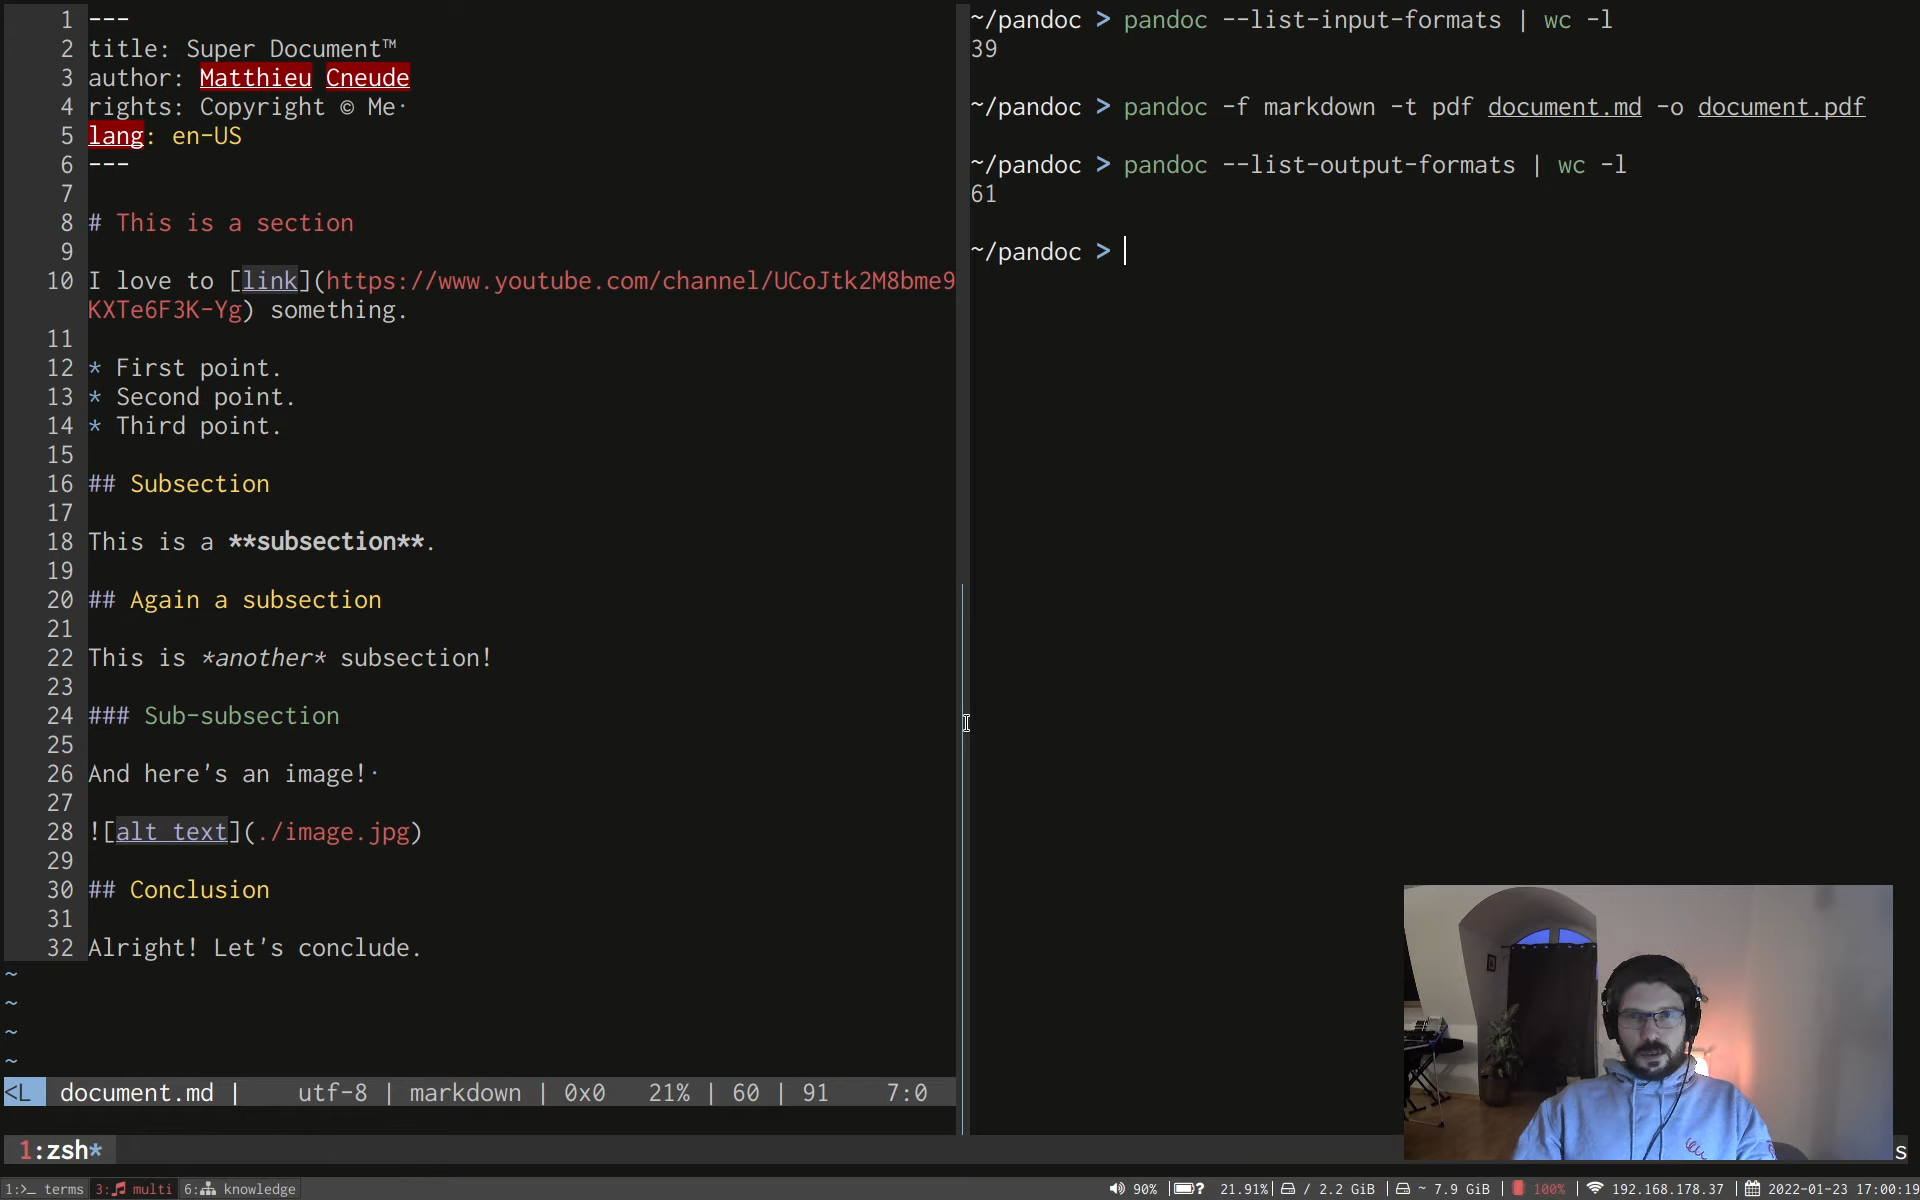 1 ---
2 title: Super Document™
3 author: Matthieu Cneude
4 rights: Copyright © Me·
5 lang: en-US
6 ---
7
8 # This is a section
9
10 I love to [link](https://www.youtube.com/channel/UCoJtk2M8bme9
KXTe6F3K-Yg) something.
11
12 * First point.
13 * Second point.
14 * Third point.
15
16 ## Subsection
17
18 This is a **subsection**.
19
20 ## Again a subsection
21
22 This is *another* subsection!
23
24 ### Sub-subsection
25
26 And here's an image!·
27
28 ![alt text](./image.jpg)
29
30 ## Conclusion
31
32 Alright! Let's conclude.
~
~
~
~
<L document.md | utf-8 | markdown | 0x0 21% | 60 | 91 7:0
~/pandoc > pandoc --list-input-formats | wc -l
39
~/pandoc > pandoc -f markdown -t pdf document.md -o document.pdf
~/pandoc > pandoc --list-output-formats | wc -l
61
~/pandoc >
1:zsh* s
1:>_ terms 3: multi 6: knowledge 90% | ? 21.91% | / 2.2 GiB | ~ 7.9 GiB | 100% | 192.168.178.37 | 2022-01-23 17:00:19